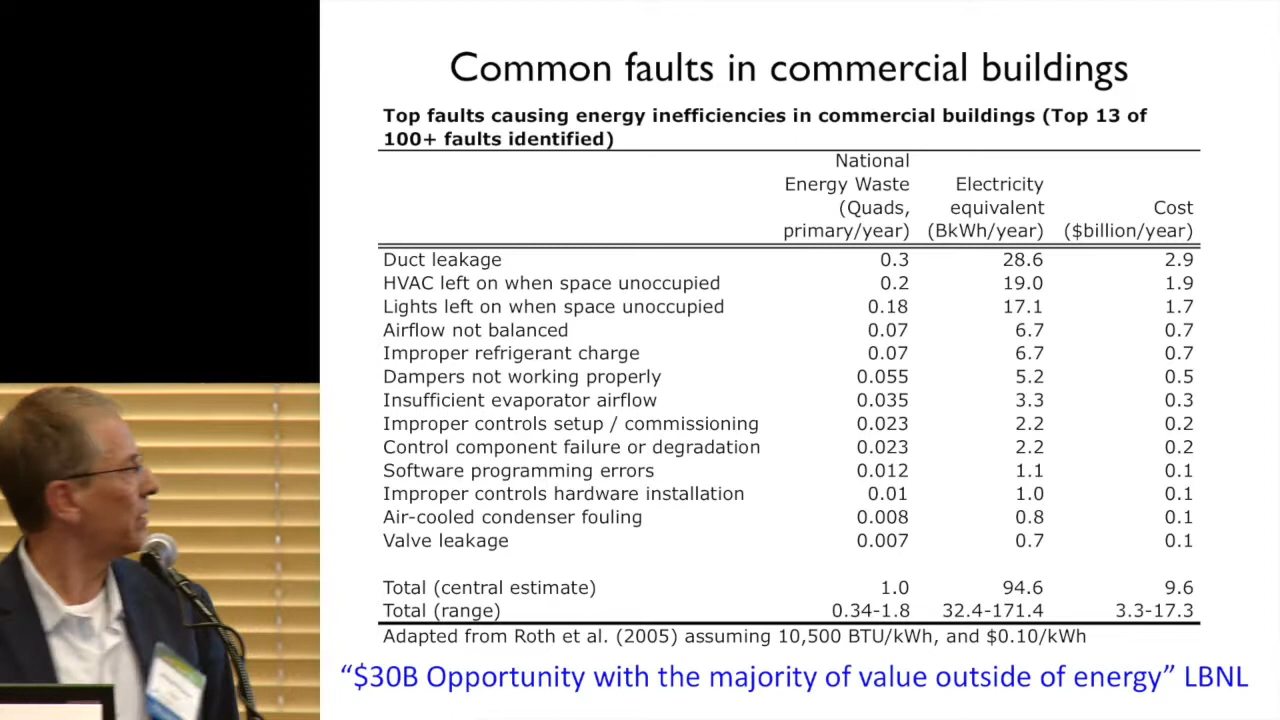 Common faults in commercial buildings
Top faults causing energy inefficiencies in commercial buildings (Top 13 of
100+ faults identified)
National
Energy Waste Electricity
(Quads, equivalent Cost
primary/year) (BkWh/year) ($billion/year)
Duct leakage 0.3 28.6 2.9
HVAC left on when space unoccupied 0.2 19.0 1.9
Lights left on when space unoccupied 0.18 17.1 1.7
Airflow not balanced 0.07 6.7 0.7
Improper refrigerant charge 0.07 6.7 0.7
Dampers not working properly 0.055 5.2 0.5
Insufficient evaporator airflow 0.035 3.3 0.3
Improper controls setup / commissioning 0.023 2.2 0.2
Control component failure or degradation 0.023 2.2 0.2
Software programming errors 0.012 1.1 0.1
Improper controls hardware installation 0.01 1.0 0.1
Air-cooled condenser fouling 0.008 0.8 0.1
Valve leakage 0.007 0.7 0.1
Total (central estimate) 1.0 94.6 9.6
Total (range) 0.34-1.8 32.4-171.4 3.3-17.3
Adapted from Roth et al. (2005) assuming 10,500 BTU/kWh, and $0.10/kWh
“$30B Opportunity with the majority of value outside of energy” LBNL